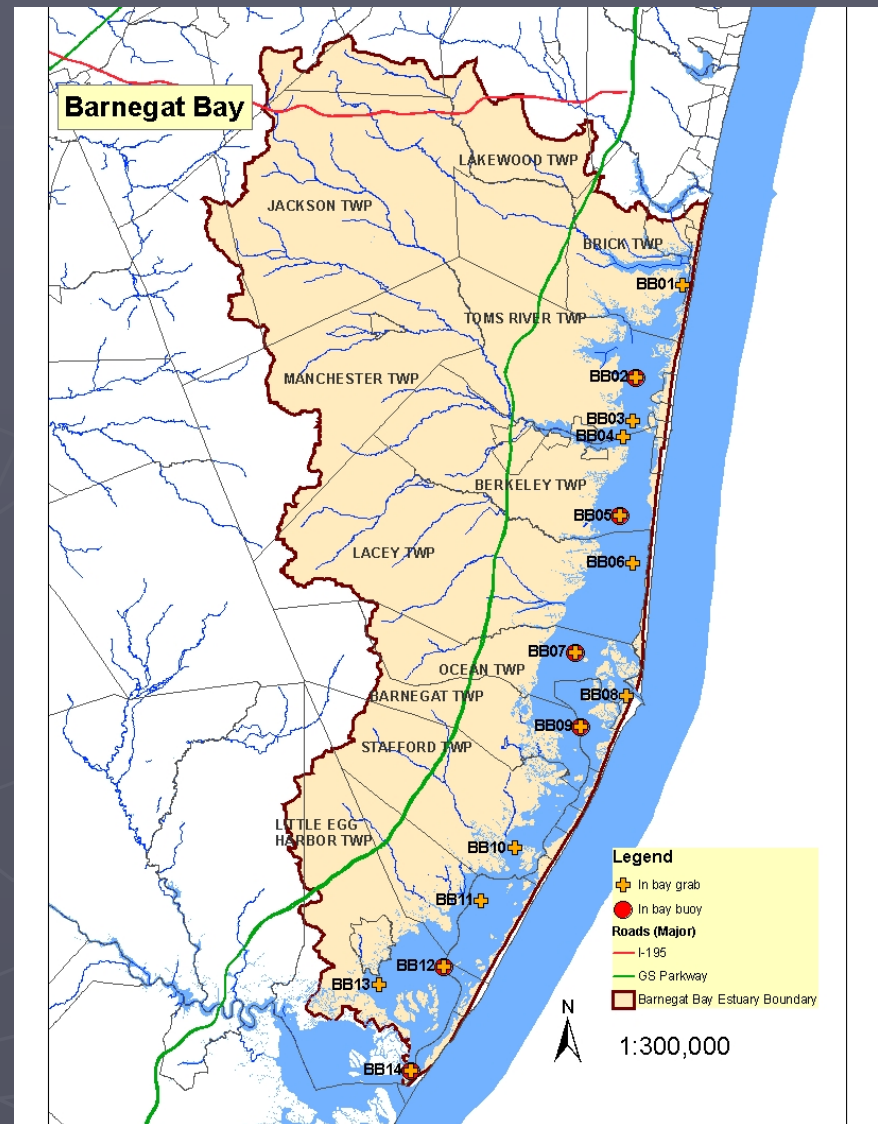 Barnegat Bay
LAKEWOOD TWP
JACKSON TWP
BRICK TWP
BB01
TOMS RIVER TWP
MANCHESTER TWP
BB02
BB03
BB04
BERKELEY TWP
BB05
LACEY TWP
BB06
BB07
OCEAN TWP
BARNEGAT TWP
BB08
BB09
STAFFORD TWP
LITTLE EGG
HARBOR TWP
BB10
BB11
BB12
BB13
BB14
Legend
In bay grab
In bay buoy
Roads (Major)
I-195
GS Parkway
Barnegat Bay Estuary Boundary
N
1:300,000